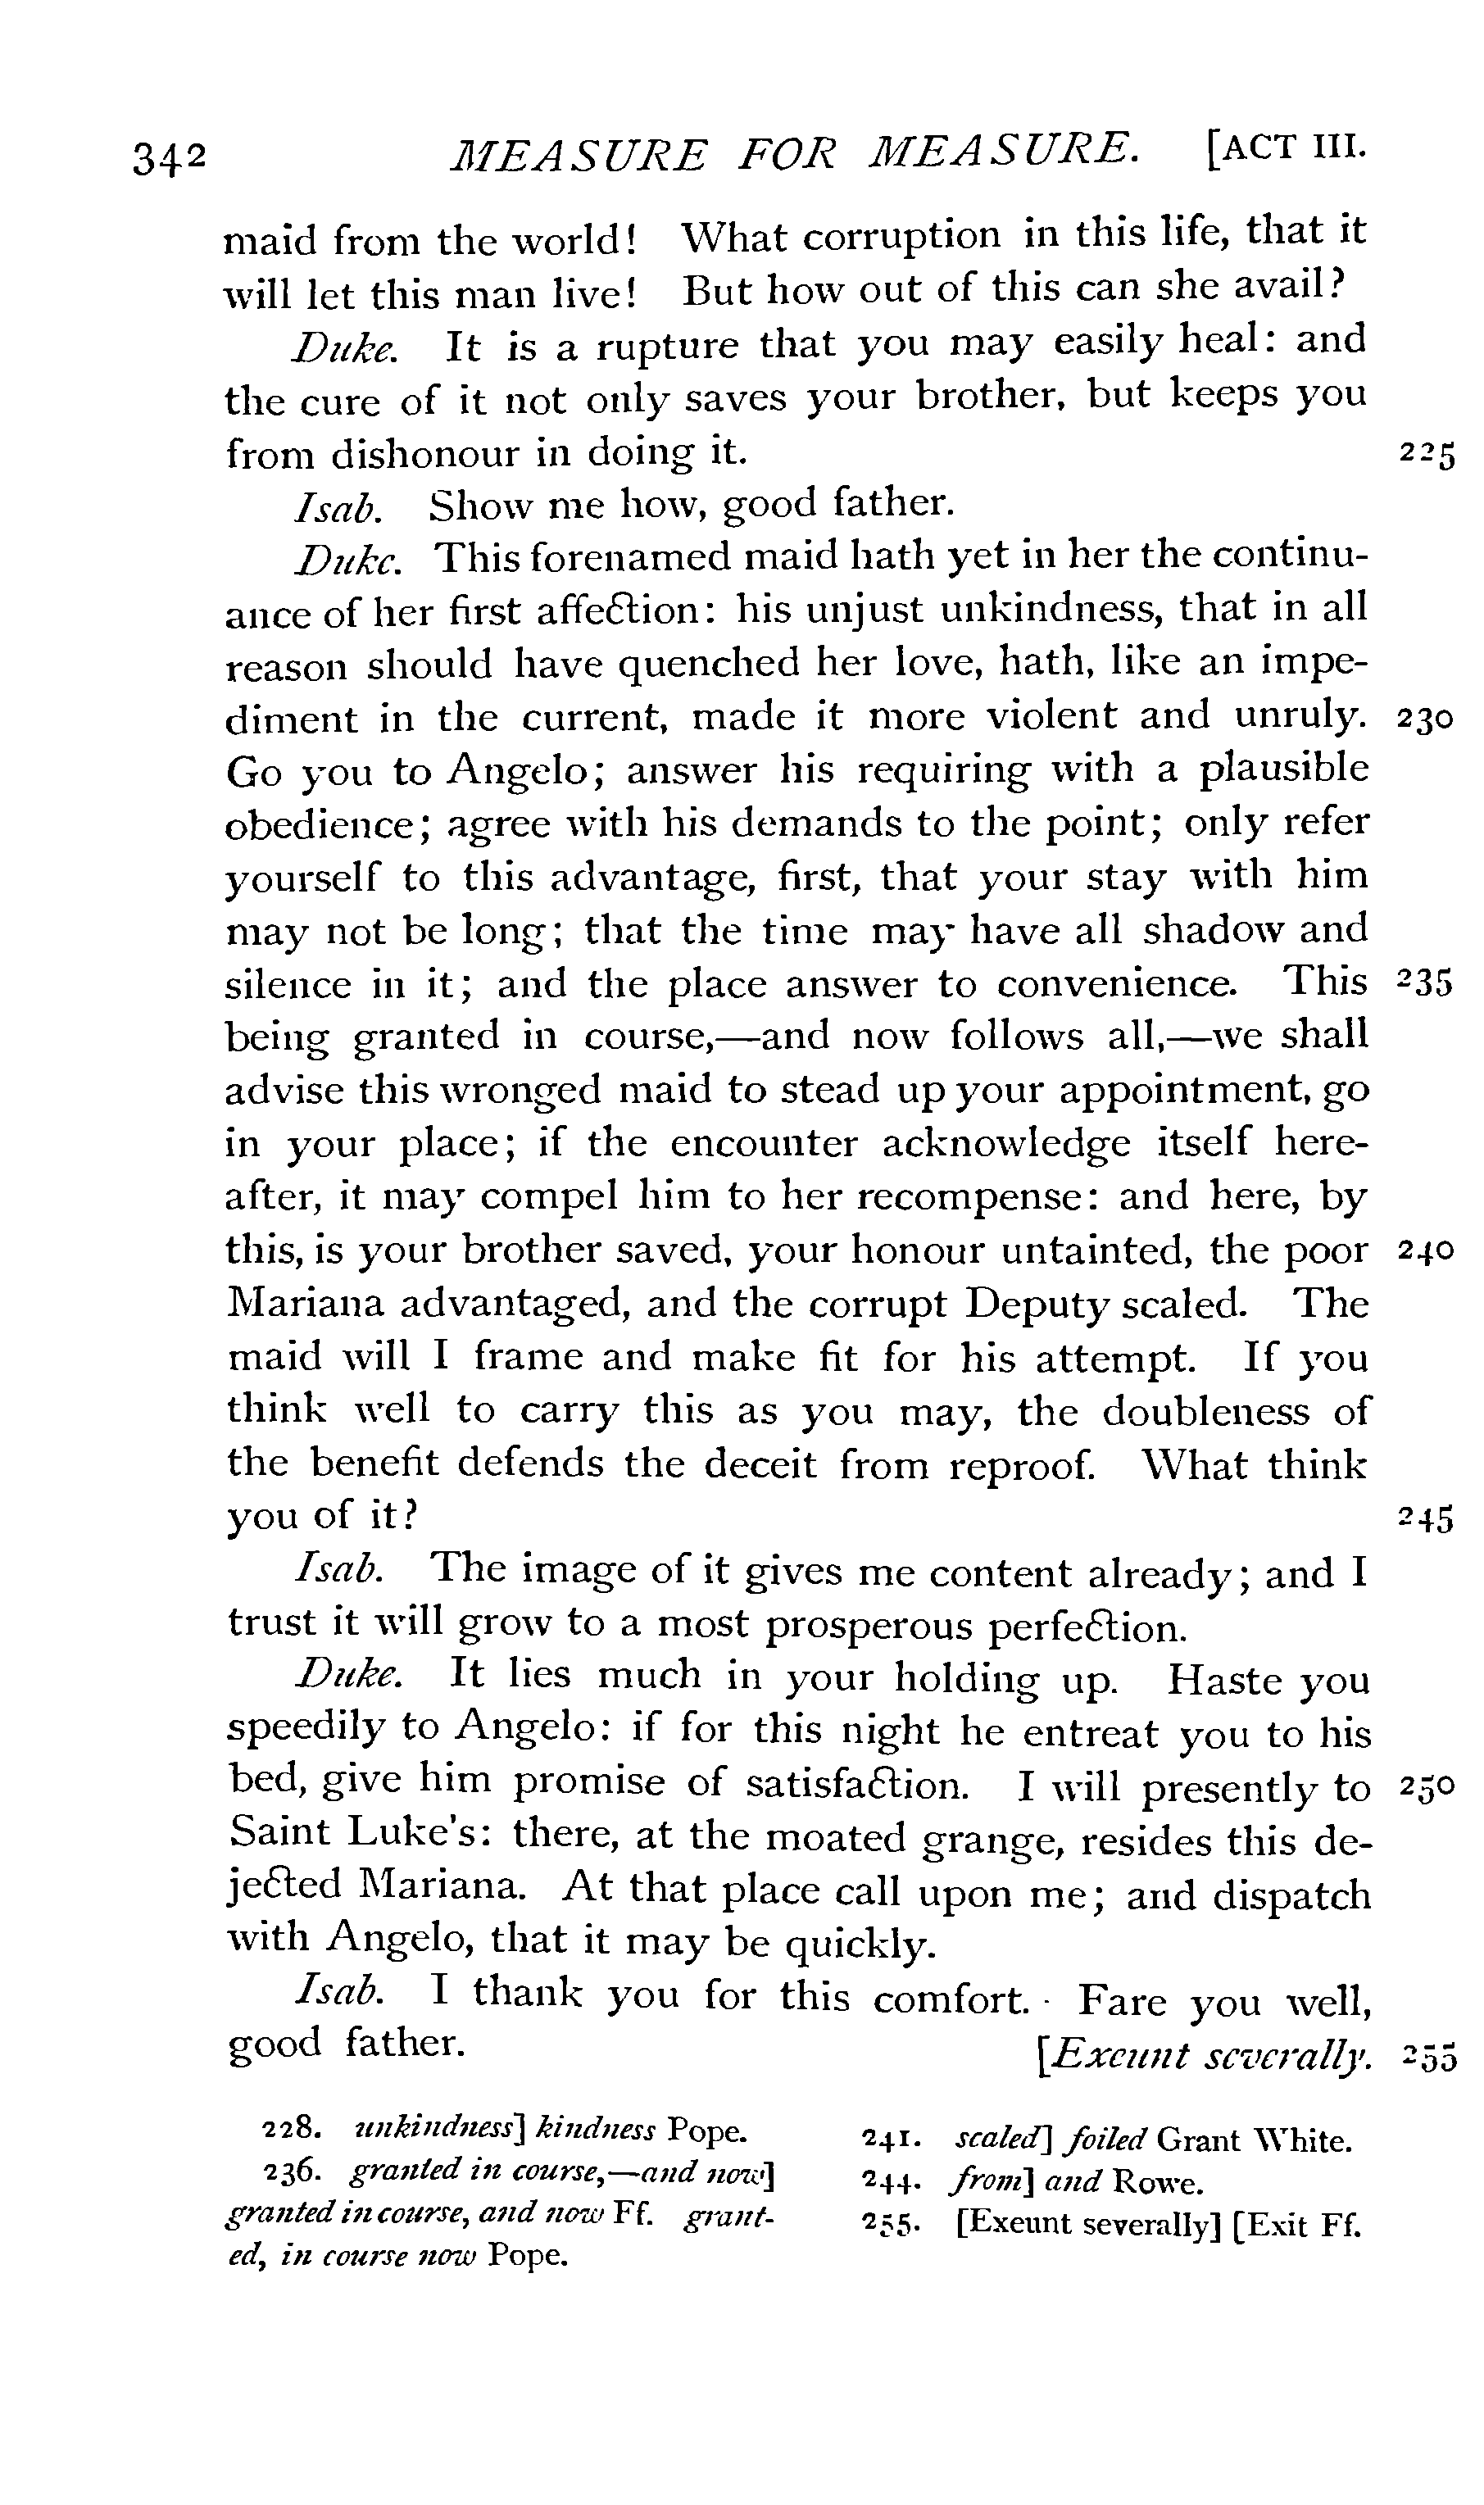 342 MEASURE FOR MEASURE. [ACT III.
maid from the world! What corruption in this life, that it
will let this man live! But how out of this can she avail?
Duke. It is a rupture that you may easily heal: and
the cure of it not only saves your brother, but keeps you
from dishonour in doing it. 225
Isab. Show me how, good father.
Duke. This forenamed maid hath yet in her the continu-
ance of her first affection: his unjust unkindness, that in all
reason should have quenched her love, hath, like an impe-
diment in the current, made it more violent and unruly. 230
Go you to Angelo; answer his requiring with a plausible
obedience; agree with his demands to the point; only refer
yourself to this advantage, first, that your stay with him
may not be long; that the time may have all shadow and
silence in it; and the place answer to convenience. This 235
being granted in course,—and now follows all,—we shall
advise this wronged maid to stead up your appointment, go
in your place; if the encounter acknowledge itself here-
after, it may compel him to her recompense: and here, by
this, is your brother saved, your honour untainted, the poor 240
Mariana advantaged, and the corrupt Deputy scaled. The
maid will I frame and make fit for his attempt. If you
think well to carry this as you may, the doubleness of
the benefit defends the deceit from reproof. What think
you of it? 245
Isab. The image of it gives me content already; and I
trust it will grow to a most prosperous perfection.
Duke. It lies much in your holding up. Haste you
speedily to Angelo: if for this night he entreat you to his
bed, give him promise of satisfaction. I will presently to 250
Saint Luke's: there, at the moated grange, resides this de-
jected Mariana. At that place call upon me; and dispatch
with Angelo, that it may be quickly.
Isab. I thank you for this comfort. Fare you well,
good father. [Exeunt severally. 255
228. unkindness] kindness Pope.
236. granted in course,—and now]
granted in course, and now Ff. grant-
ed, in course now Pope.
241. scaled] foiled Grant White.
244. from] and Rowe.
255. [Exeunt severally] [Exit Ff.